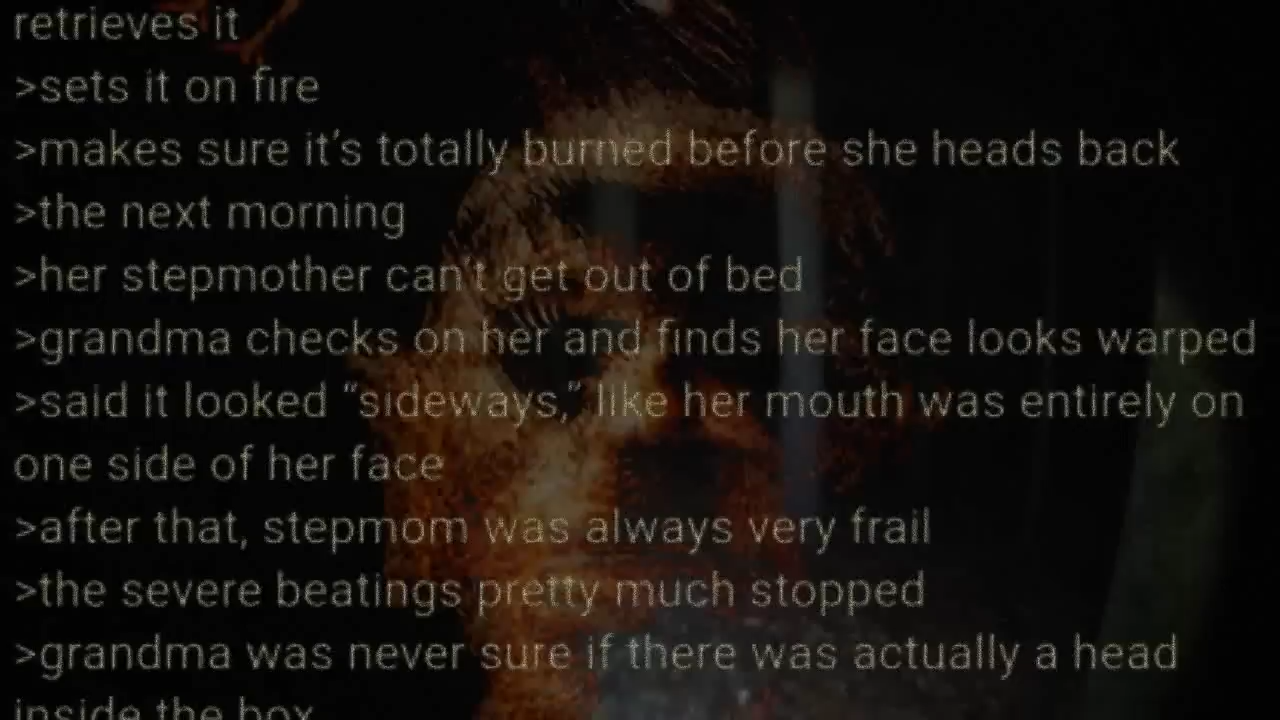 retrieves it
>sets it on fire
>makes sure it’s totally burned before she heads back
>the next morning
>her stepmother can't get out of bed
>grandma checks on her and finds her face looks warped
>said it looked “sideways,” like her mouth was entirely on
one side of her face
>after that, stepmom was always very frail
>the severe beatings pretty much stopped
>grandma was never sure if there was actually a head
inside the box